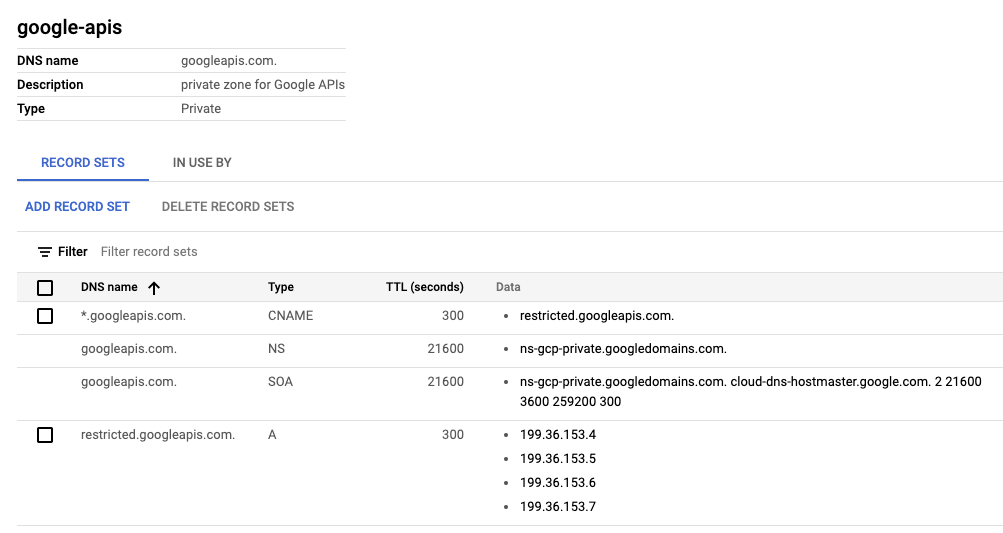 google-apis
DNS name googleapis.com.
Description private zone for Google APIs
Type Private
RECORD SETS IN USE BY
ADD RECORD SET DELETE RECORD SETS
Filter Filter record sets
DNS name Type TTL (seconds) Data
*.googleapis.com. CNAME 300 • restricted.googleapis.com.
googleapis.com. NS 21600 • ns-gcp-private.googledomains.com.
googleapis.com. SOA 21600 • ns-gcp-private.googledomains.com. cloud-dns-hostmaster.google.com. 2 21600
3600 259200 300
restricted.googleapis.com. A 300 • 199.36.153.4
• 199.36.153.5
• 199.36.153.6
• 199.36.153.7